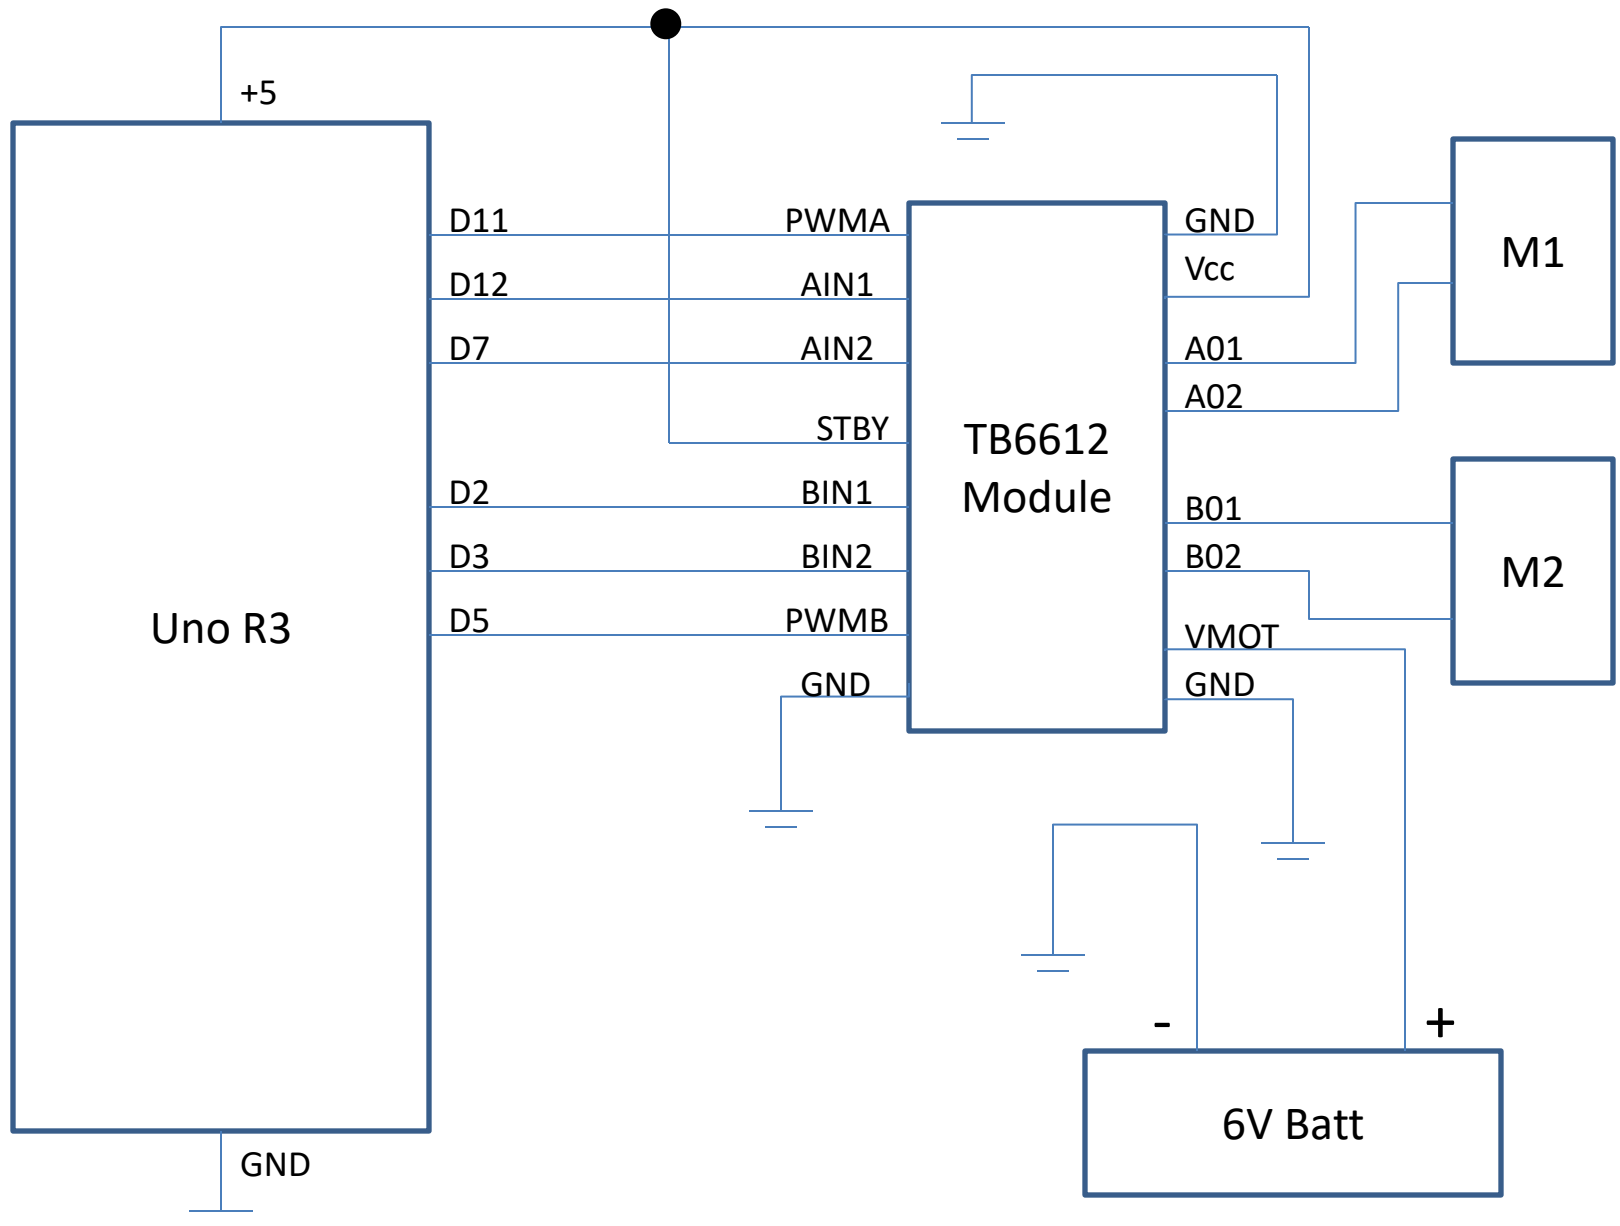 +5
D11
PWMA
GND
Vcc
D12
AIN1
D7
AIN2
A01
A02
M1
STBY
TB6612
Module
D2
BIN1
B01
D3
BIN2
B02
M2
Uno R3
D5
PWMB
VMOT
GND
GND
-
+
6V Batt
GND